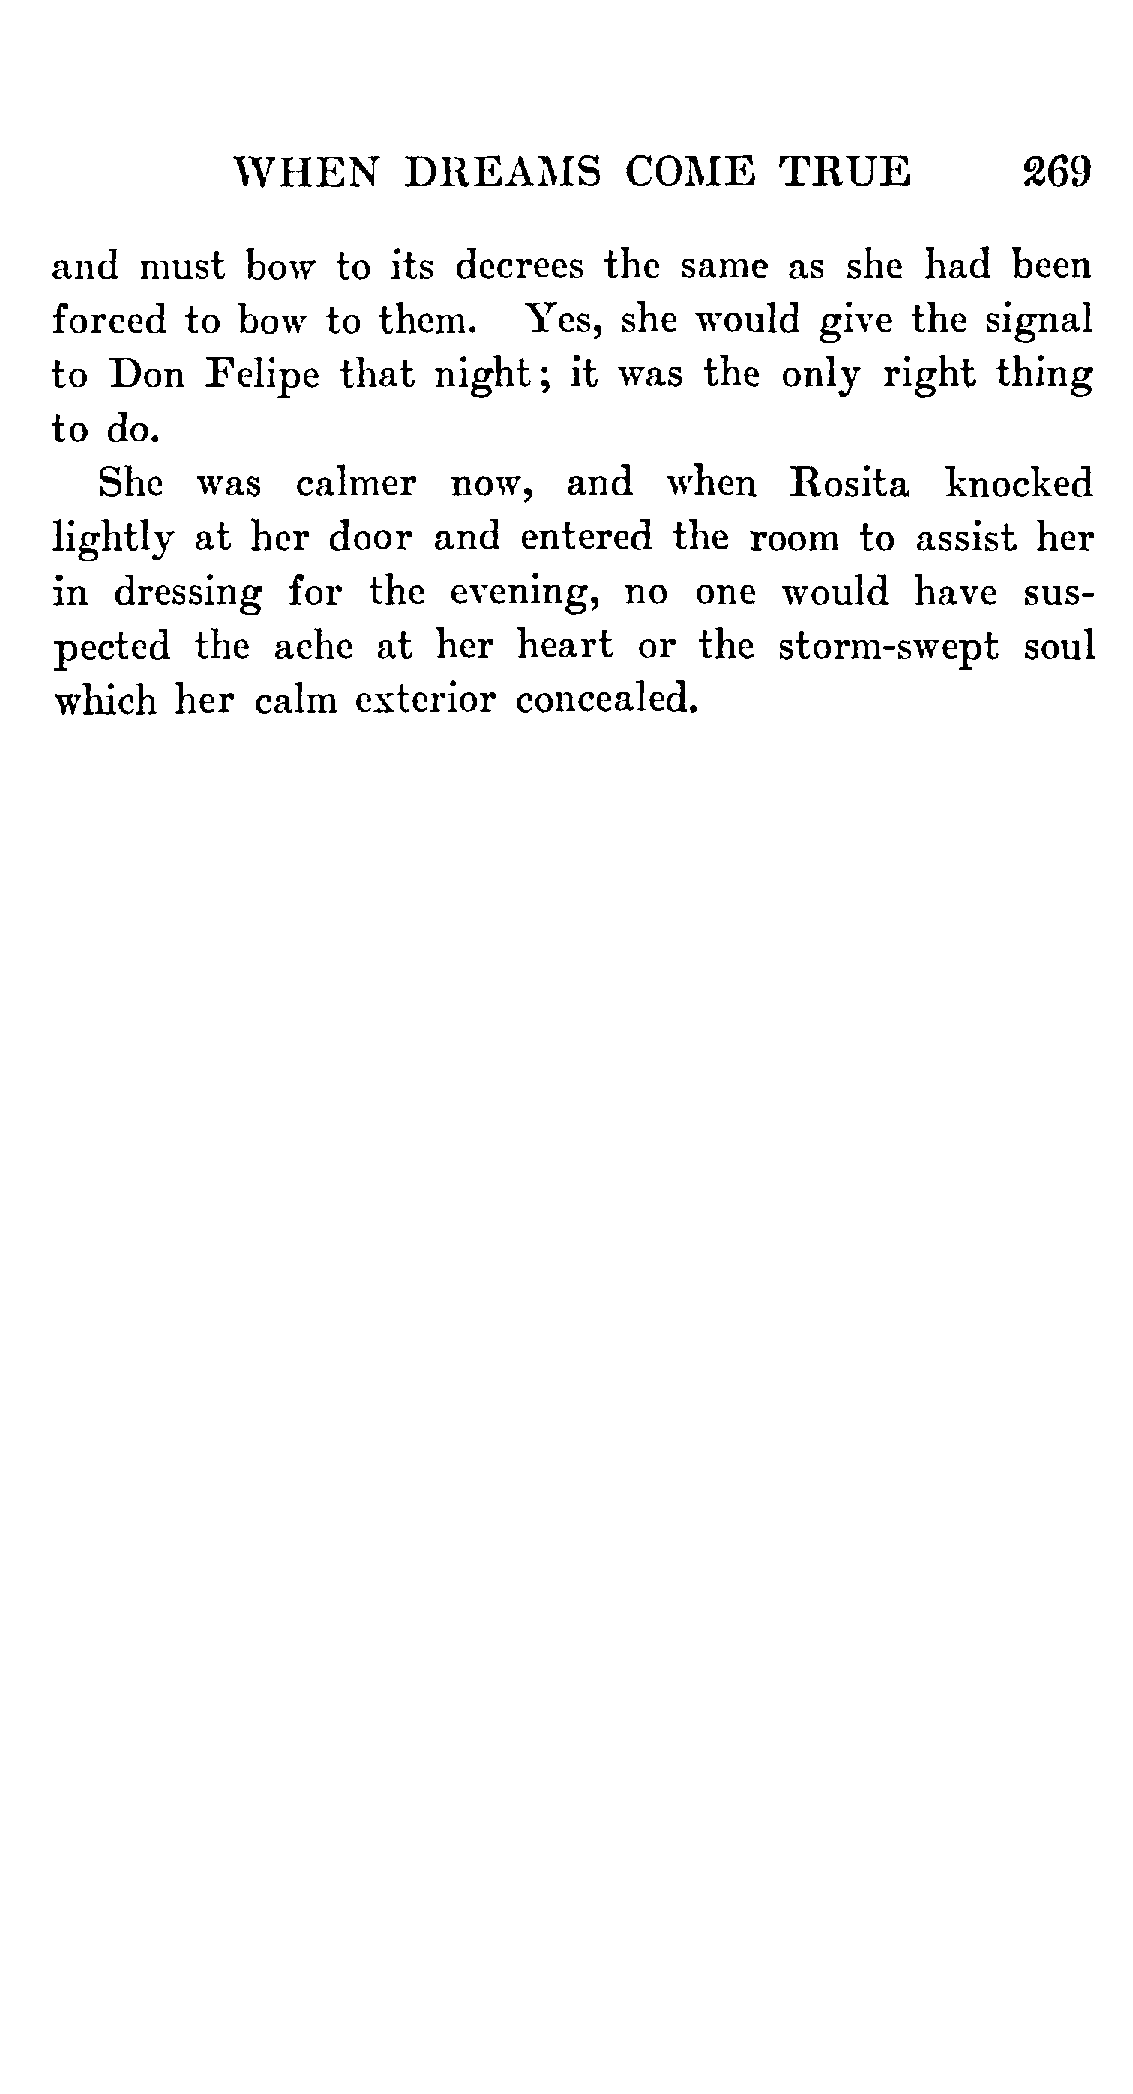 WHEN DREAMS COME TRUE 269
and must bow to its decrees the same as she had been
forced to bow to them. Yes, she would give the signal
to Don Felipe that night; it was the only right thing
to do.
She was calmer now, and when Rosita knocked
lightly at her door and entered the room to assist her
in dressing for the evening, no one would have sus-
pected the ache at her heart or the storm-swept soul
which her calm exterior concealed.